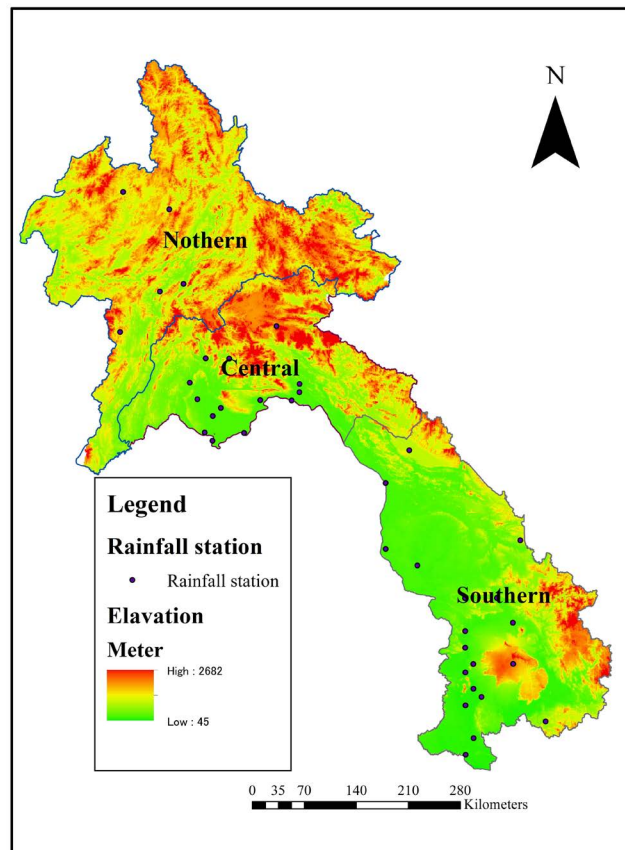 N
Nothern
Central
Southern
Legend
Rainfall station
Rainfall station
Elavation
Meter
High : 2682
Low : 45
0 35 70 140 210 280
Kilometers